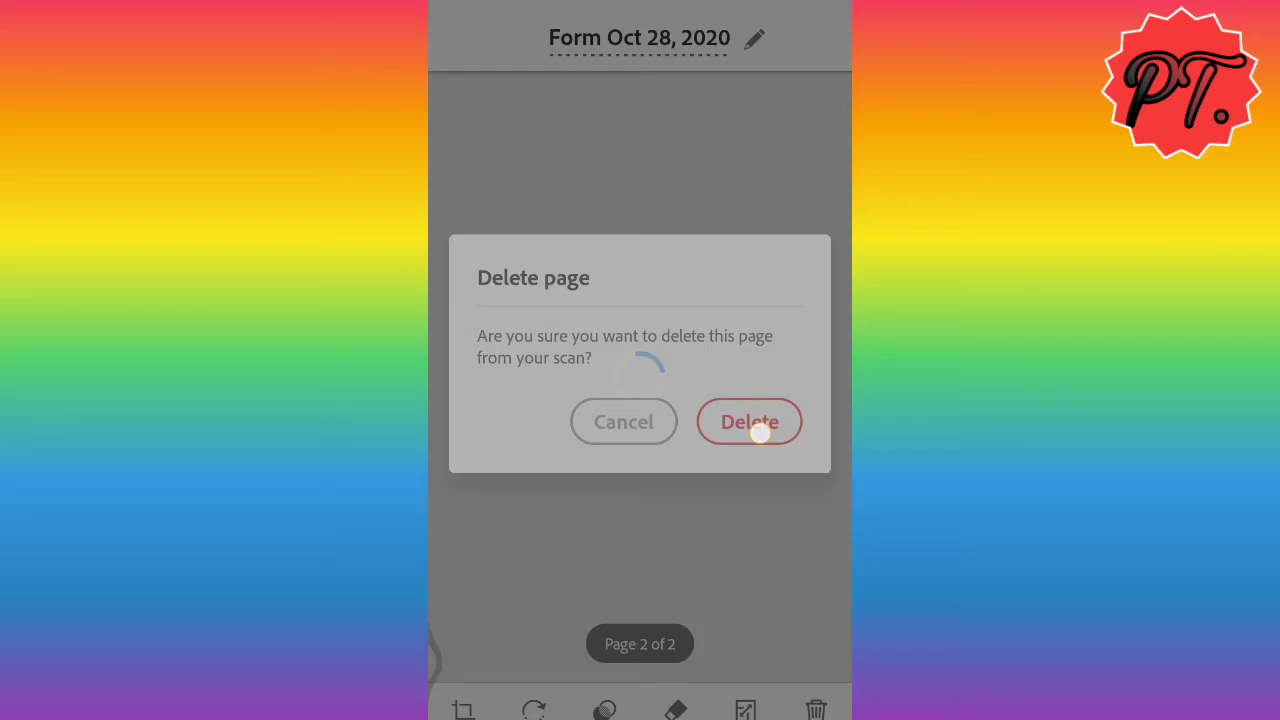 Form Oct 28, 2020
PT.
Delete page
Are you sure you want to delete this page
from your scan?
Cancel
Delete
Page 2 of 2